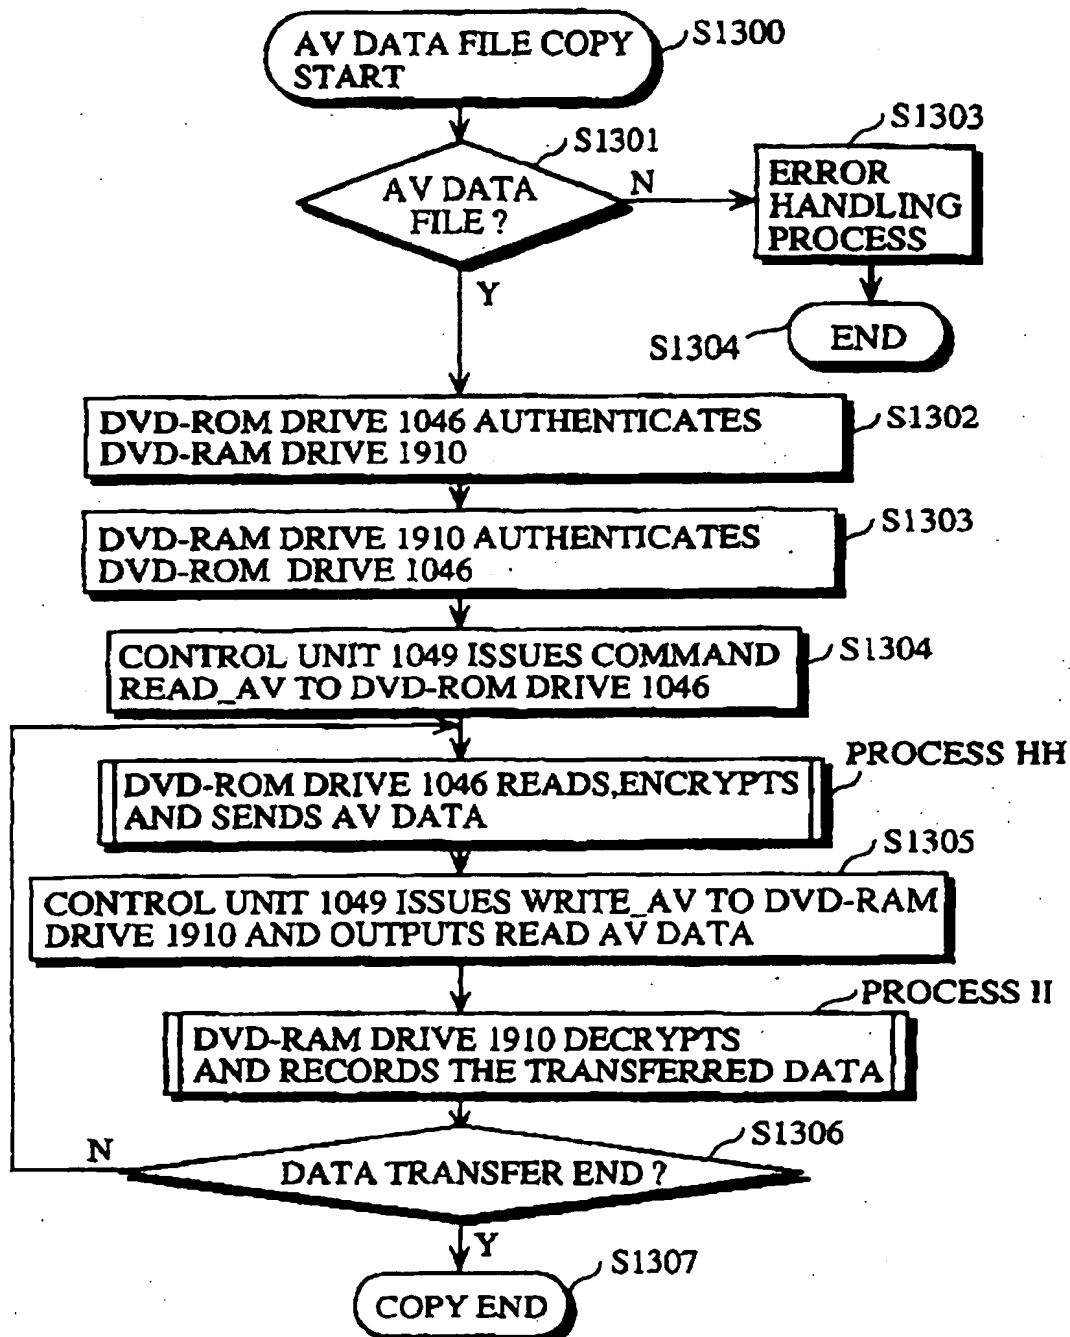 AV DATA FILE COPY
START
S1300
S1301
AV DATA
FILE ?
N
S1303
ERROR
HANDLING
PROCESS
Y
S1304
END
DVD-ROM DRIVE 1046 AUTHENTICATES
DVD-RAM DRIVE 1910
S1302
DVD-RAM DRIVE 1910 AUTHENTICATES
DVD-ROM DRIVE 1046
S1303
CONTROL UNIT 1049 ISSUES COMMAND
READ_AV TO DVD-ROM DRIVE 1046
S1304
PROCESS HH
DVD-ROM DRIVE 1046 READS,ENCRYPTS
AND SENDS AV DATA
S1305
CONTROL UNIT 1049 ISSUES WRITE_AV TO DVD-RAM
DRIVE 1910 AND OUTPUTS READ AV DATA
PROCESS II
DVD-RAM DRIVE 1910 DECRYPTS
AND RECORDS THE TRANSFERRED DATA
S1306
N
DATA TRANSFER END ?
Y
S1307
COPY END